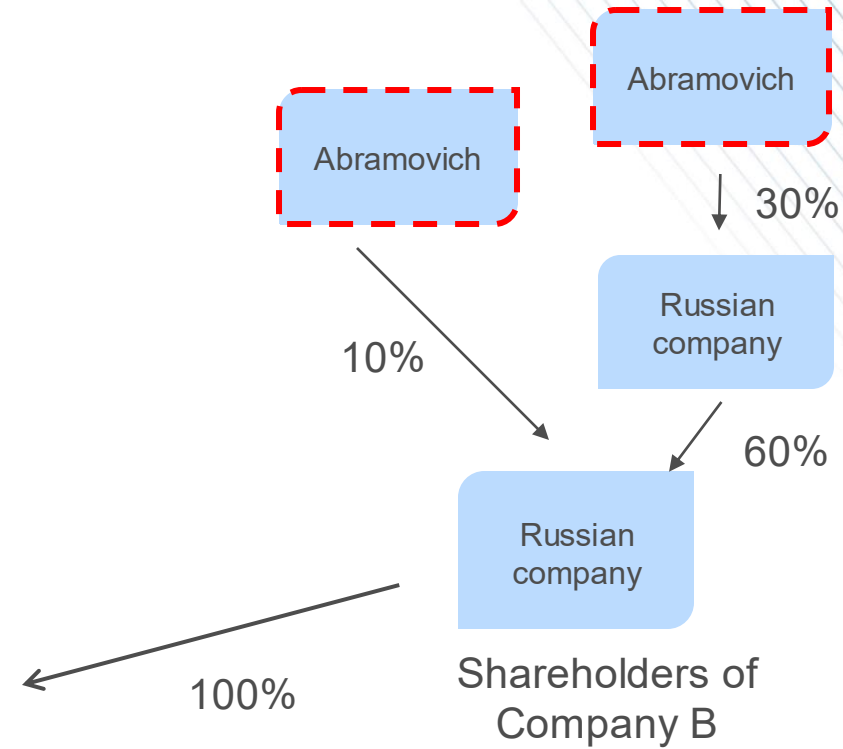 Abramovich
Abramovich
30%
Russian
company
10%
60%
Russian
company
100%
Shareholders of
Company B